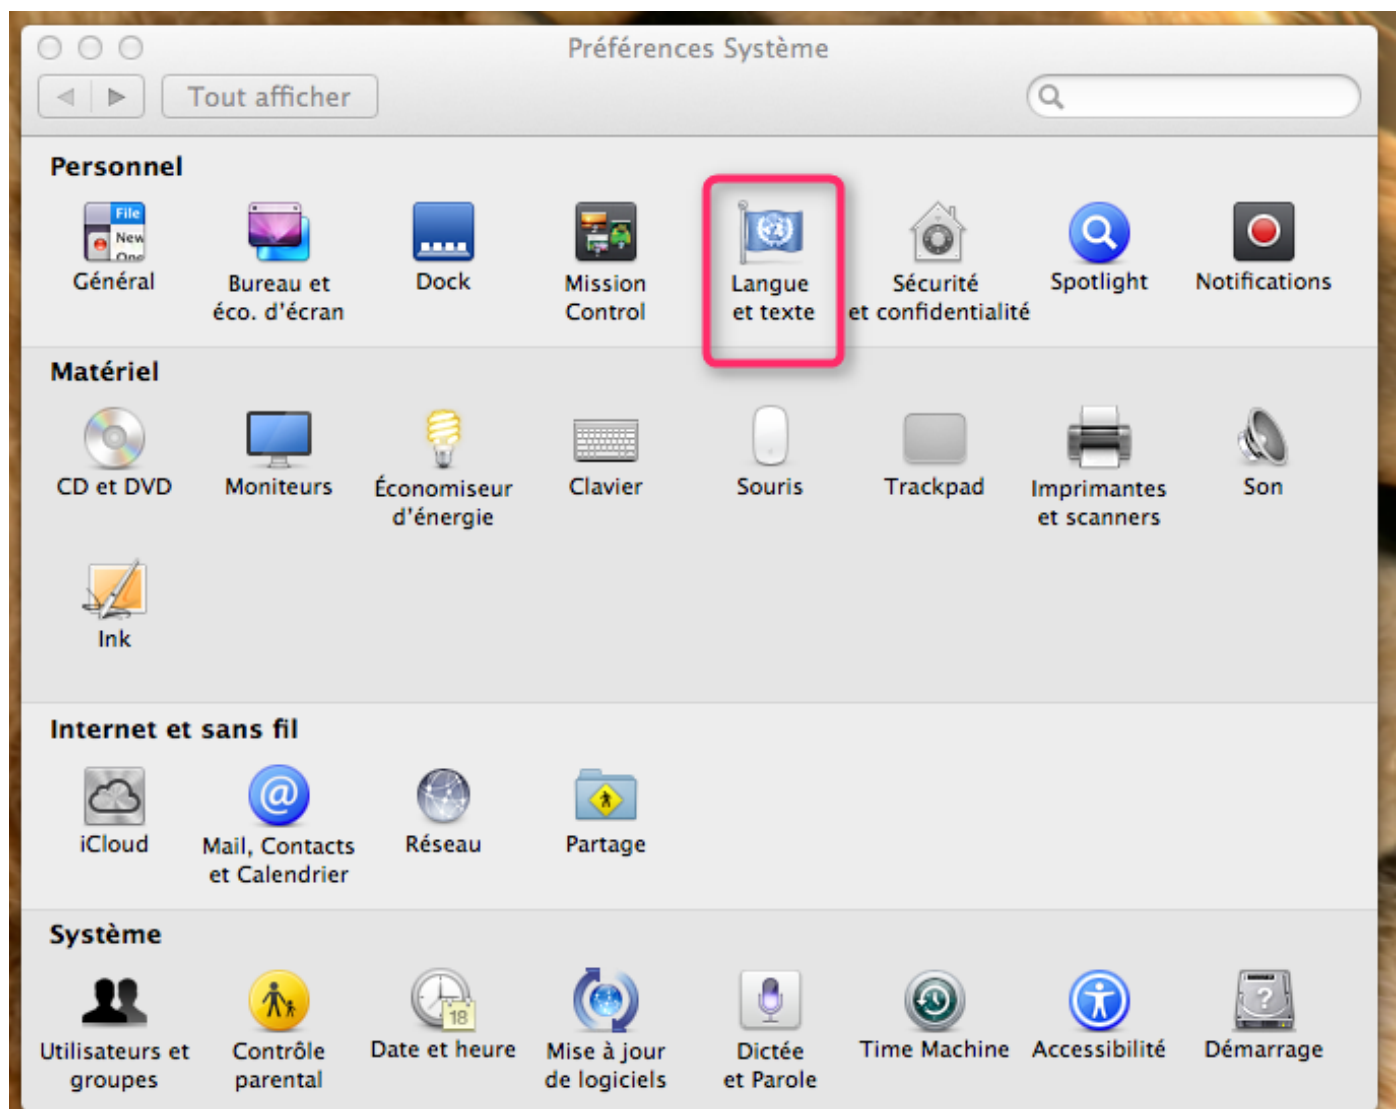 Préférences Système
Tout afficher
Personnel
File
New
One
Général
Bureau et
éco. d'écran
Dock
Mission
Control
Langue
et texte
Sécurité
et confidentialité
Spotlight
Notifications
Matériel
CD et DVD
Moniteurs
Économiseur
d'énergie
Clavier
Souris
Trackpad
Imprimantes
et scanners
Son
Ink
Internet et sans fil
iCloud
@
Mail, Contacts
et Calendrier
Réseau
Partage
Système
Utilisateurs et
groupes
Contrôle
parental
18
Date et heure
Mise à jour
de logiciels
Dictée
et Parole
Time Machine
Accessibilité
?
Démarrage